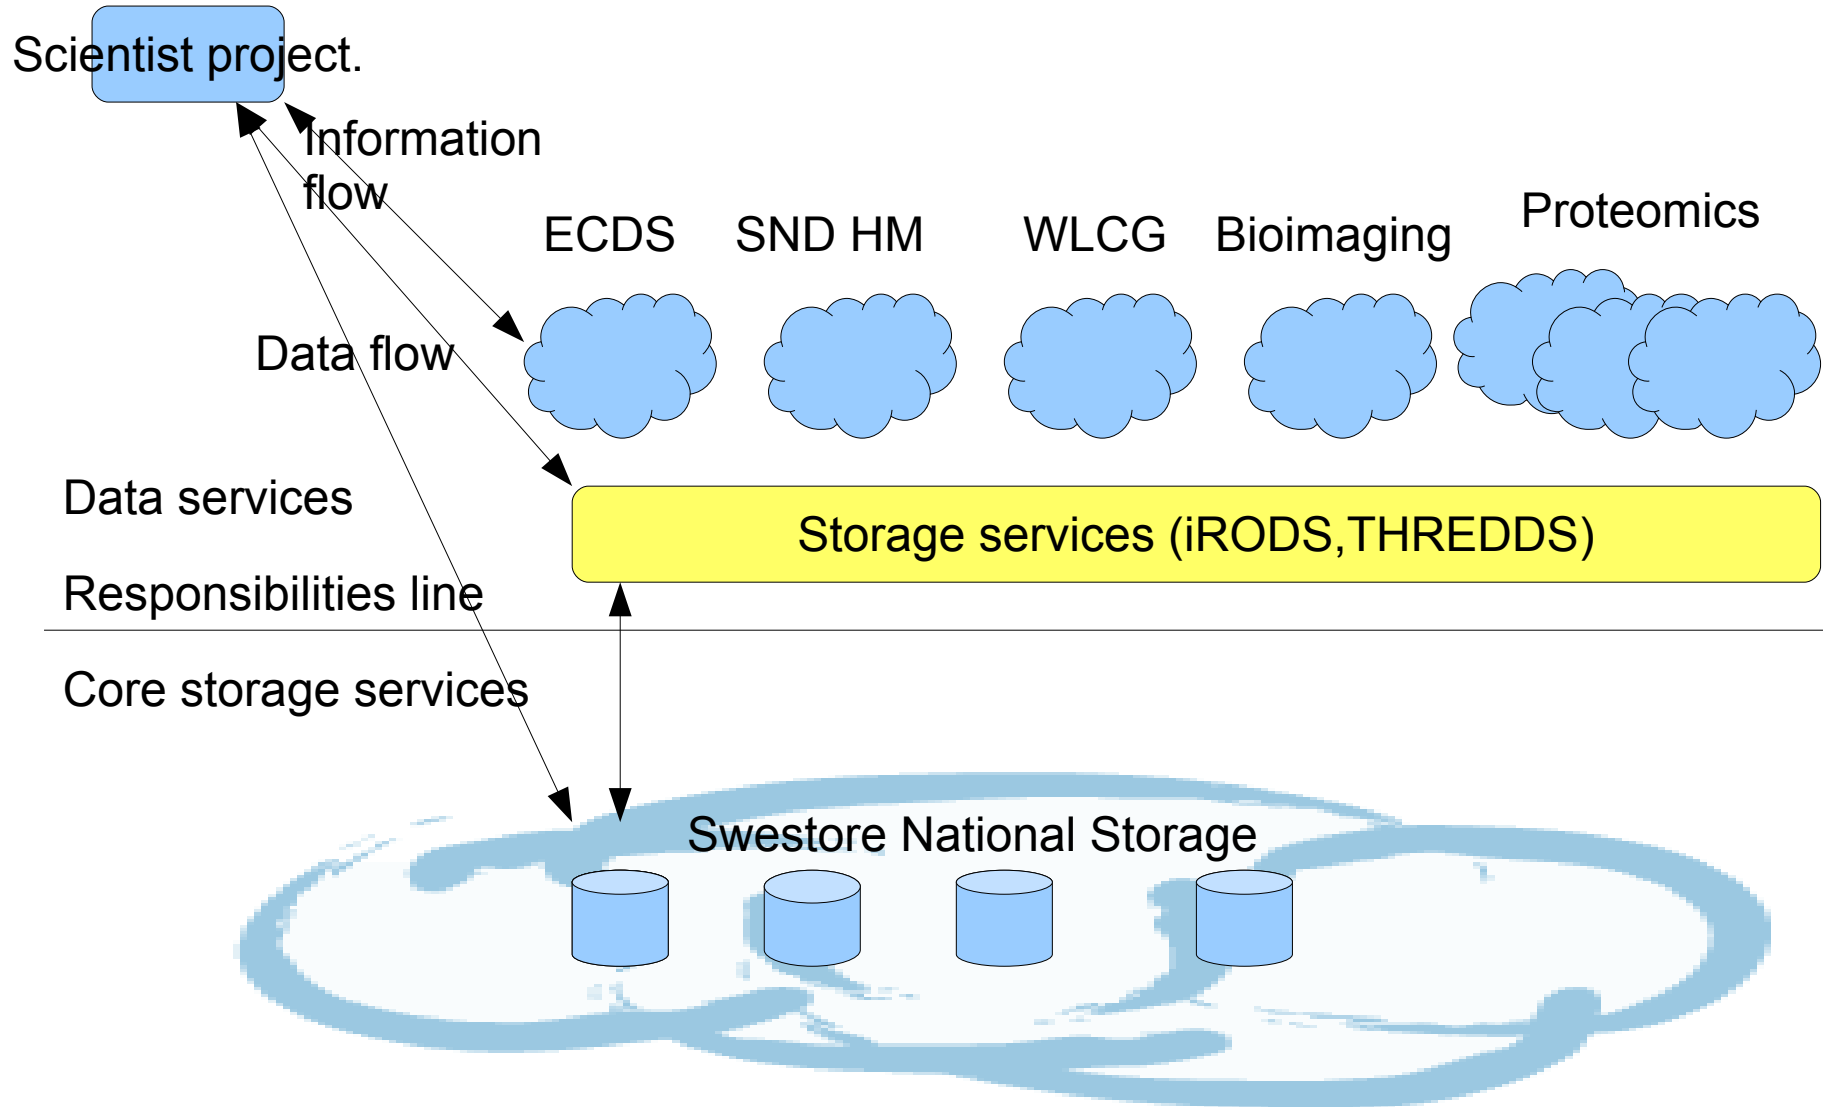 Scientist project.
Information
flow
Proteomics
ECDS
SND HM
WLCG
Bioimaging
Data flow
Data services
Storage services (iRODS,THREDDS)
Responsibilities line
Core storage services
Swestore National Storage